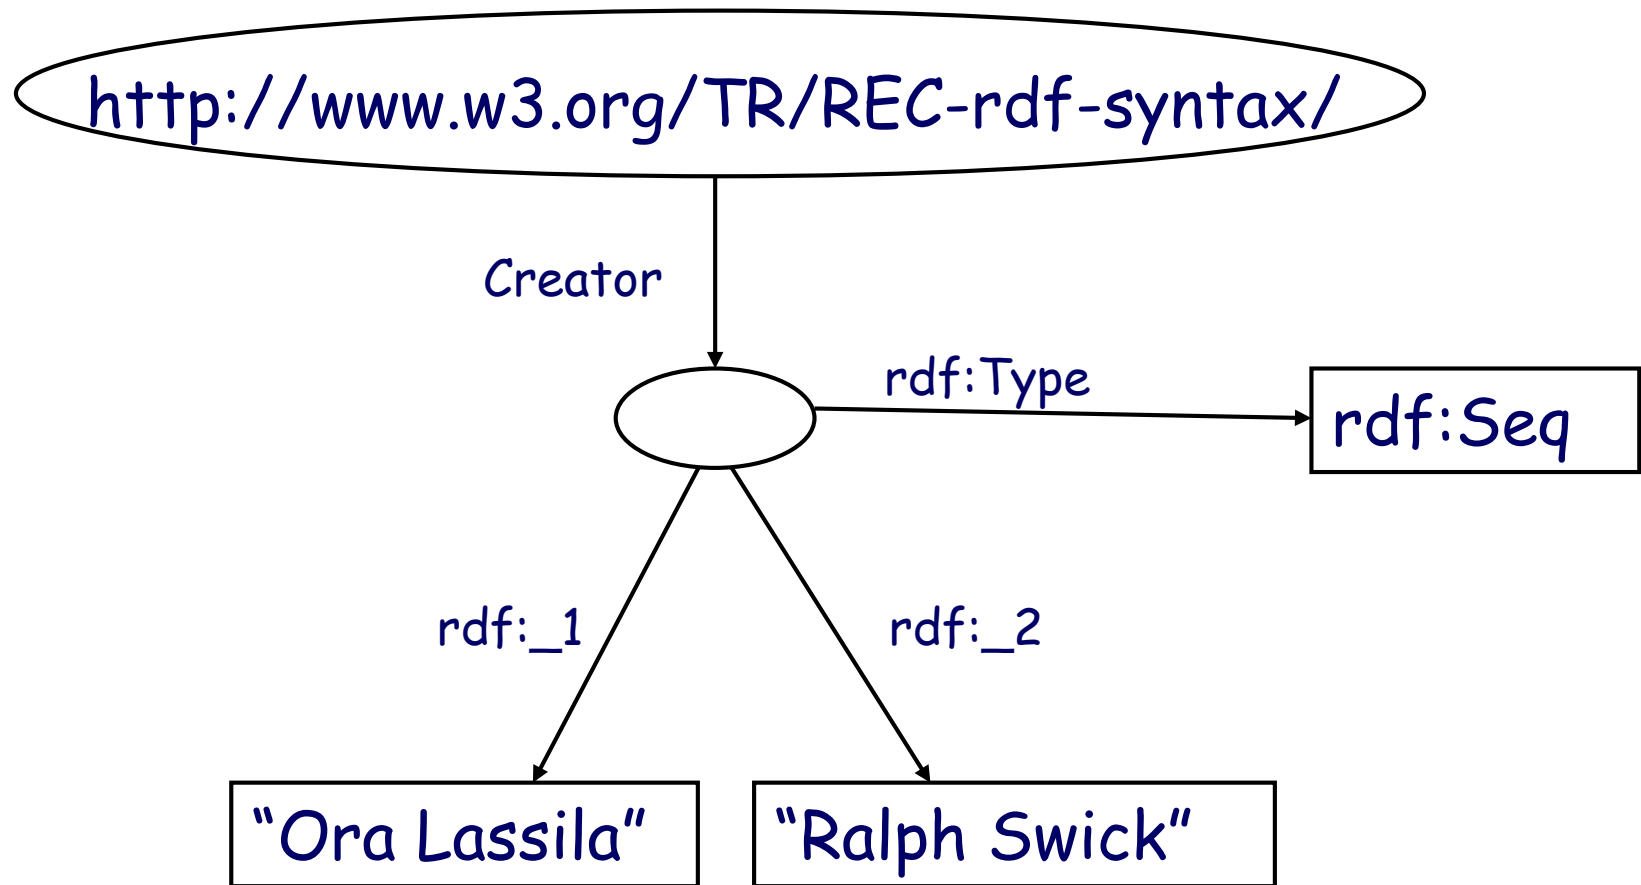 http://www.w3.org/TR/REC-rdf-syntax/
Creator
rdf:Type
rdf:Seq
rdf:_1
rdf:_2
“Ora Lassila”
“Ralph Swick”